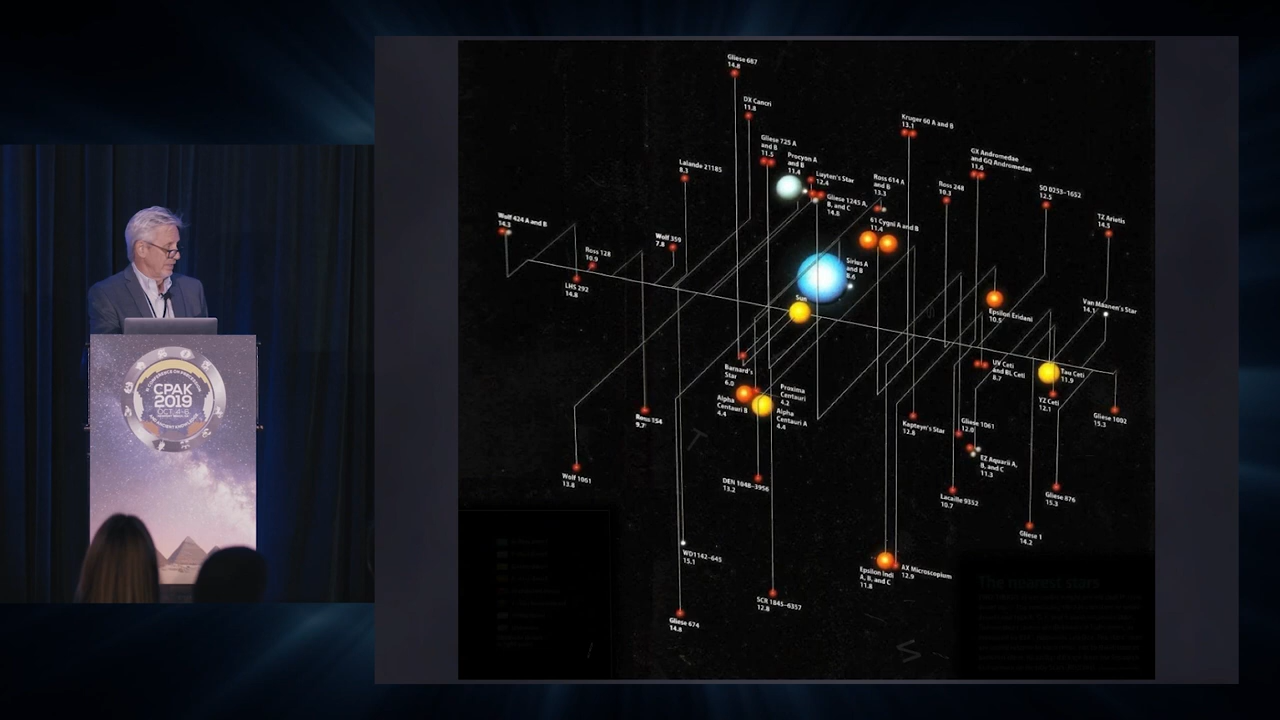 CONFERENCE ON PRECESSION
CPAK
2019
OCT. 4-6
ANCIENT KNOWLEDGE
Gliese 687
14.8
DX Cancri
11.8
Kruger 60 A and B
13.1
Gliese 725 A
and B
11.5
Procyon A
and B
11.4
GX Andromedae
and GQ Andromedae
11.6
Lalande 21185
8.3
Luyten's Star
12.4
Ross 614 A
and B
13.3
Ross 248
10.3
SO 0253–1652
12.5
Gliese 1245 A,
B, and C
14.8
TZ Arietis
14.5
Wolf 424 A and B
14.3
61 Cygni A and B
11.4
Wolf 359
7.8
Ross 128
10.9
Sirius A
and B
8.6
LHS 292
14.8
Sun
Epsilon Eridani
10.5
Van Maanen's Star
14.1
Barnard's
Star
6.0
UV Ceti
and BL Ceti
8.7
Tau Ceti
11.9
Proxima
Centauri
4.2
Alpha
Centauri B
4.4
Alpha
Centauri A
4.4
YZ Ceti
12.1
Ross 154
9.7
Kapteyn's Star
12.8
Gliese 1061
12.0
Gliese 1002
15.3
EZ Aquarii A,
B, and C
11.3
Wolf 1061
13.8
DEN 1048–3956
13.2
Lacaille 9352
10.7
Gliese 876
15.3
Gliese 1
14.2
WD1142–645
15.1
Epsilon Indi
A, B, and C
11.8
AX Microscopium
12.9
SCR 1845–6357
12.8
Gliese 674
14.8
The nearest stars